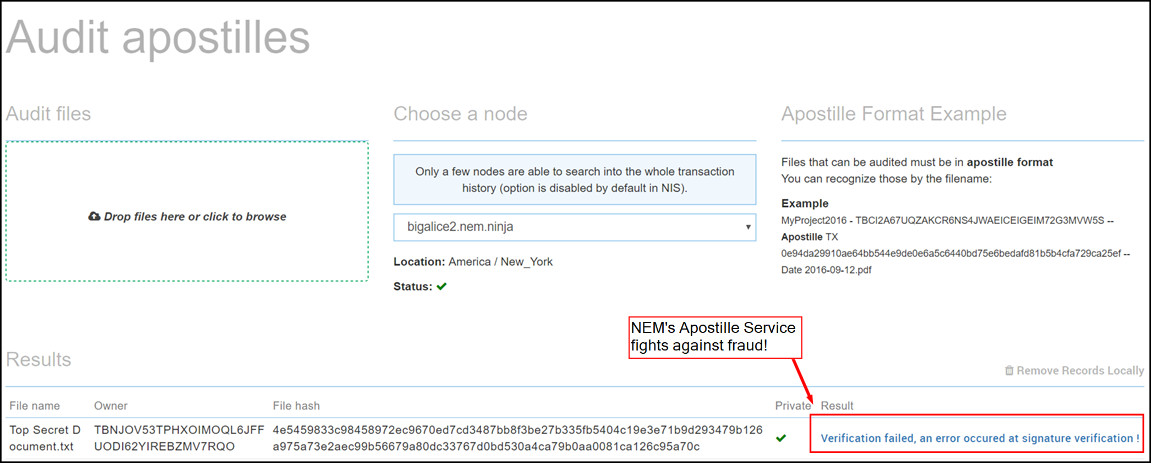 Audit apostilles
Audit files
Drop files here or click to browse
Choose a node
Only a few nodes are able to search into the whole transaction
history (option is disabled by default in NIS).
bigalice2.nem.ninja
Location: America / New_York
Status:
Apostille Format Example
Files that can be audited must be in apostille format
You can recognize those by the filename:
Example
MyProject2016 - TBCI2A67UQZAKCR6NS4JWAEICEIGEIM72G3MVW5S --
Apostille TX
0e94da29910ae64bb544e9de0e6a5c6440bd75e6bedafd81b5b4cfa729ca25ef --
Date 2016-09-12.pdf
NEM's Apostille Service
fights against fraud!
Results
Remove Records Locally
File name Owner File hash Private Result
Top Secret D TBNJOV53TPHXOIMOQL6JFF 4e5459833c98458972ec9670ed7cd3487bb8f3be27b335fb5404c19e3e71b9d293479b126
ocument.txt UODI62YIREBZMV7RQO a975a73e2aec99b56679a80dc33767d0bd530a4ca79b0aa0081ca126c95a70c
Verification failed, an error occured at signature verification !